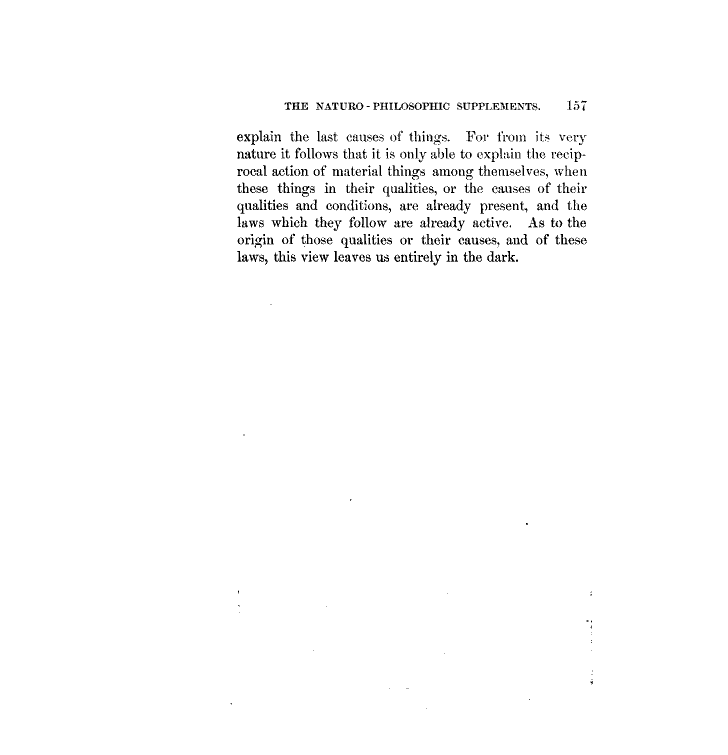 THE NATURO-PHILOSOPHIC SUPPLEMENTS. 157
explain the last causes of things. For from its very
nature it follows that it is only able to explain the recip-
rocal action of material things among themselves, when
these things in their qualities, or the causes of their
qualities and conditions, are already present, and the
laws which they follow are already active. As to the
origin of those qualities or their causes, and of these
laws, this view leaves us entirely in the dark.